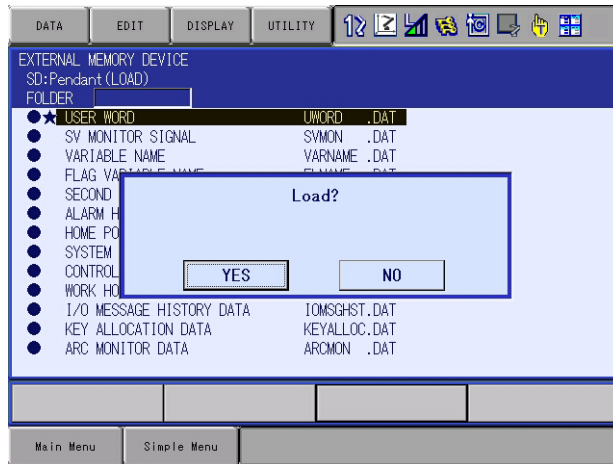 DATA EDIT DISPLAY UTILITY
EXTERNAL MEMORY DEVICE
SD:Pendant(LOAD)
FOLDER
USER WORD UWORD .DAT
SV MONITOR SIGNAL SVMON .DAT
VARIABLE NAME VARNAME .DAT
FLAG
SECOND
ALARM H
HOME PO
SYSTEM
CONTROL
WORK HO
Load?
YES NO
I/O MESSAGE HISTORY DATA IOMSGHST.DAT
KEY ALLOCATION DATA KEYALLOC.DAT
ARC MONITOR DATA ARCMON .DAT
Main Menu Simple Menu